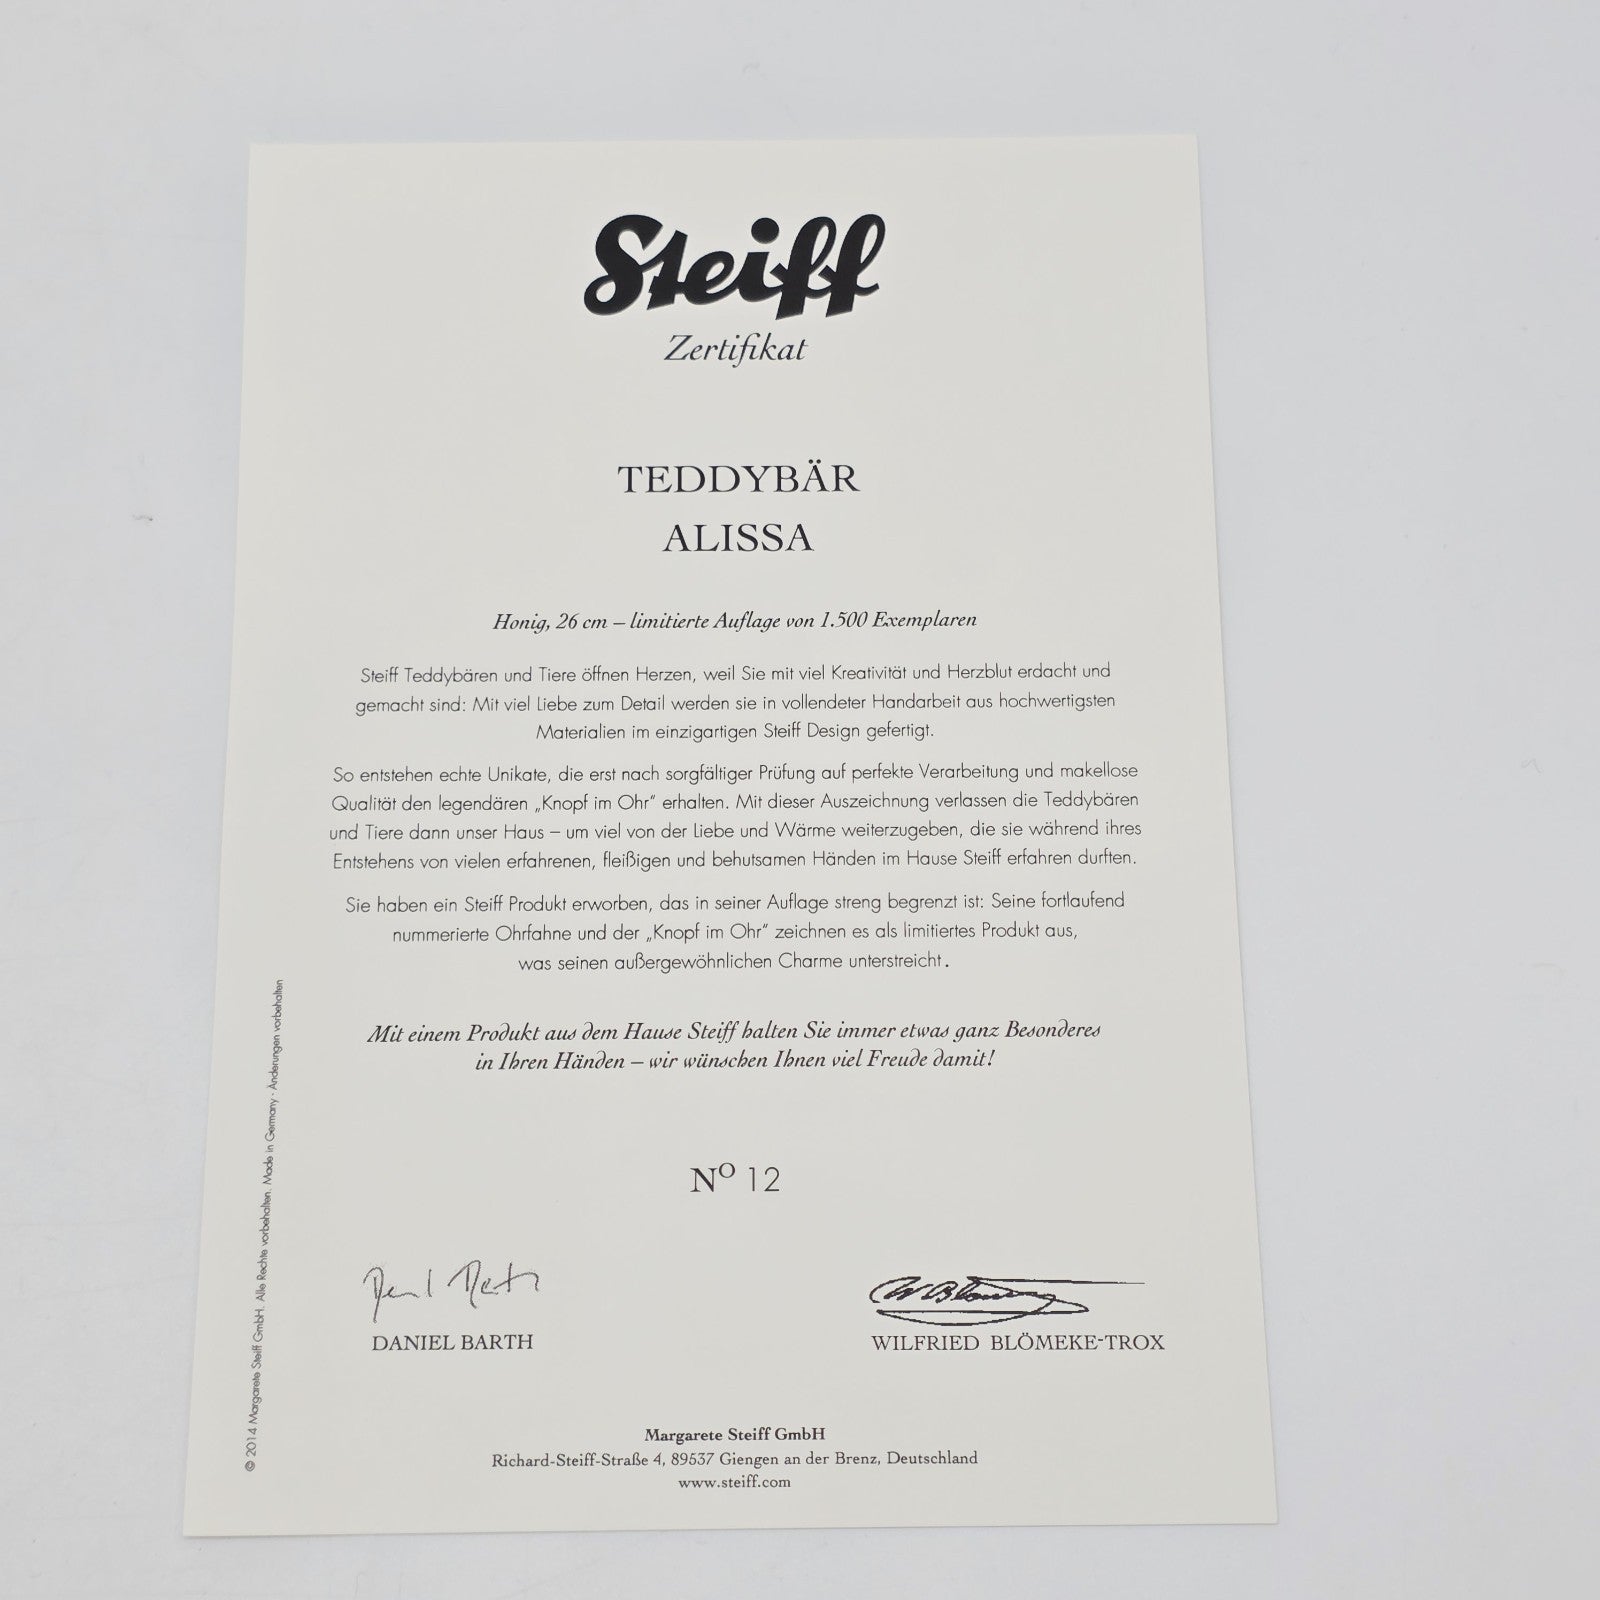 Steiff
Zertifikat
TEDDYBÄR
ALISSA
Honig, 26 cm – limitierte Auflage von 1.500 Exemplaren
Steiff Teddybären und Tiere öffnen Herzen, weil Sie mit viel Kreativität und Herzblut erdacht und
gemacht sind: Mit viel Liebe zum Detail werden sie in vollendeter Handarbeit aus hochwertigsten
Materialien im einzigartigen Steiff Design gefertigt.
So entstehen echte Unikate, die erst nach sorgfältiger Prüfung auf perfekte Verarbeitung und makellose
Qualität den legendären „Knopf im Ohr“ erhalten. Mit dieser Auszeichnung verlassen die Teddybären
und Tiere dann unser Haus – um viel von der Liebe und Wärme weiterzugeben, die sie während ihres
Entstehens von vielen erfahrenen, fleißigen und behutsamen Händen im Hause Steiff erfahren durften.
Sie haben ein Steiff Produkt erworben, das in seiner Auflage streng begrenzt ist: Seine fortlaufend
nummerierte Ohrfahne und der „Knopf im Ohr“ zeichnen es als limitiertes Produkt aus,
was seinen außergewöhnlichen Charme unterstreicht.
Mit einem Produkt aus dem Hause Steiff halten Sie immer etwas ganz Besonderes
in Ihren Händen – wir wünschen Ihnen viel Freude damit!
Nº 12
DANIEL BARTH
WILFRIED BLÖMEKE-TROX
Margarete Steiff GmbH
Richard-Steiff-Straße 4, 89537 Giengen an der Brenz, Deutschland
www.steiff.com
© 2014 Margarete Steiff GmbH. Alle Rechte vorbehalten. Made in Germany · Änderungen vorbehalten